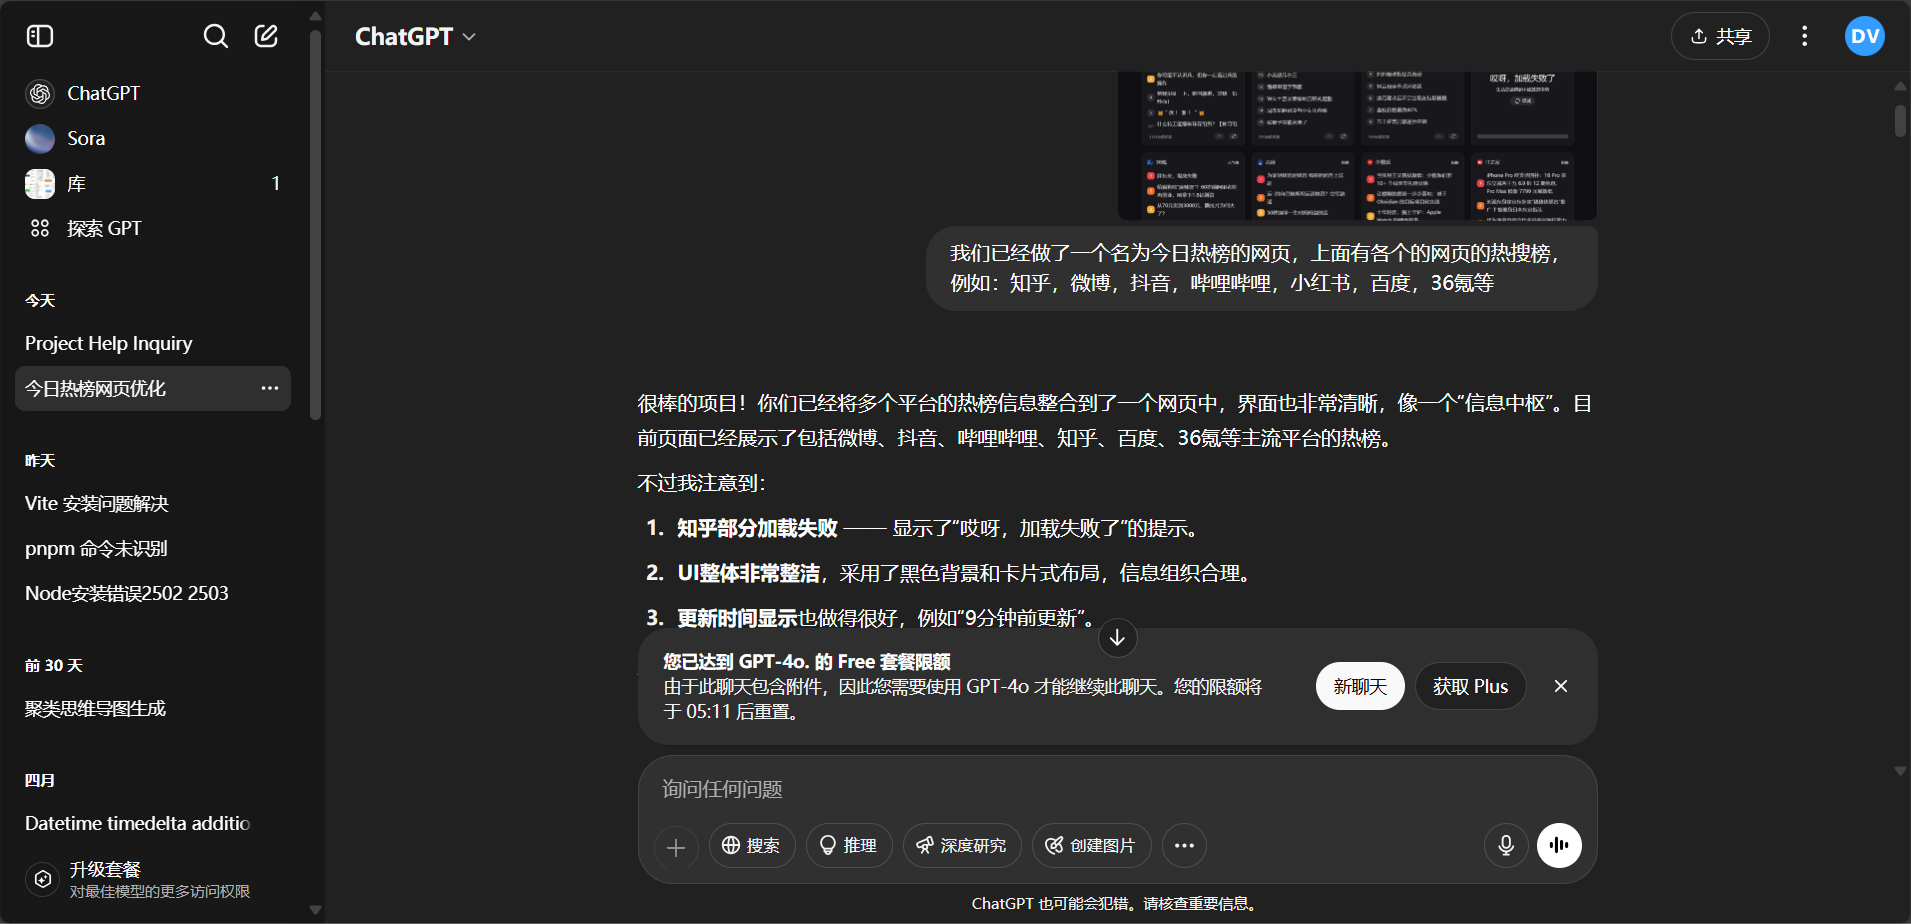 ChatGPT
共享
DV
ChatGPT
Sora
库
1
探索 GPT
今天
Project Help Inquiry
今日热榜网页优化
昨天
Vite 安装问题解决
pnpm 命令未识别
Node安装错误2502 2503
前 30 天
聚类思维导图生成
四月
Datetime timedelta additio
升级套餐
对最佳模型的更多访问权限
哎呀，加载失败了
我们已经做了一个名为今日热榜的网页，上面有各个的网页的热搜榜，
例如：知乎，微博，抖音，哔哩哔哩，小红书，百度，36氪等
很棒的项目！你们已经将多个平台的热榜信息整合到了一个网页中，界面也非常清晰，像一个“信息中枢”。目
前页面已经展示了包括微博、抖音、哔哩哔哩、知乎、百度、36氪等主流平台的热榜。
不过我注意到：
1. 知乎部分加载失败 —— 显示了“哎呀，加载失败了”的提示。
2. UI整体非常整洁，采用了黑色背景和卡片式布局，信息组织合理。
3. 更新时间显示也做得很好，例如“9分钟前更新”。
您已达到 GPT-4o. 的 Free 套餐限额
由于此聊天包含附件，因此您需要使用 GPT-4o 才能继续此聊天。您的限额将
于 05:11 后重置。
新聊天
获取 Plus
询问任何问题
搜索
推理
深度研究
创建图片
ChatGPT 也可能会犯错。请核查重要信息。